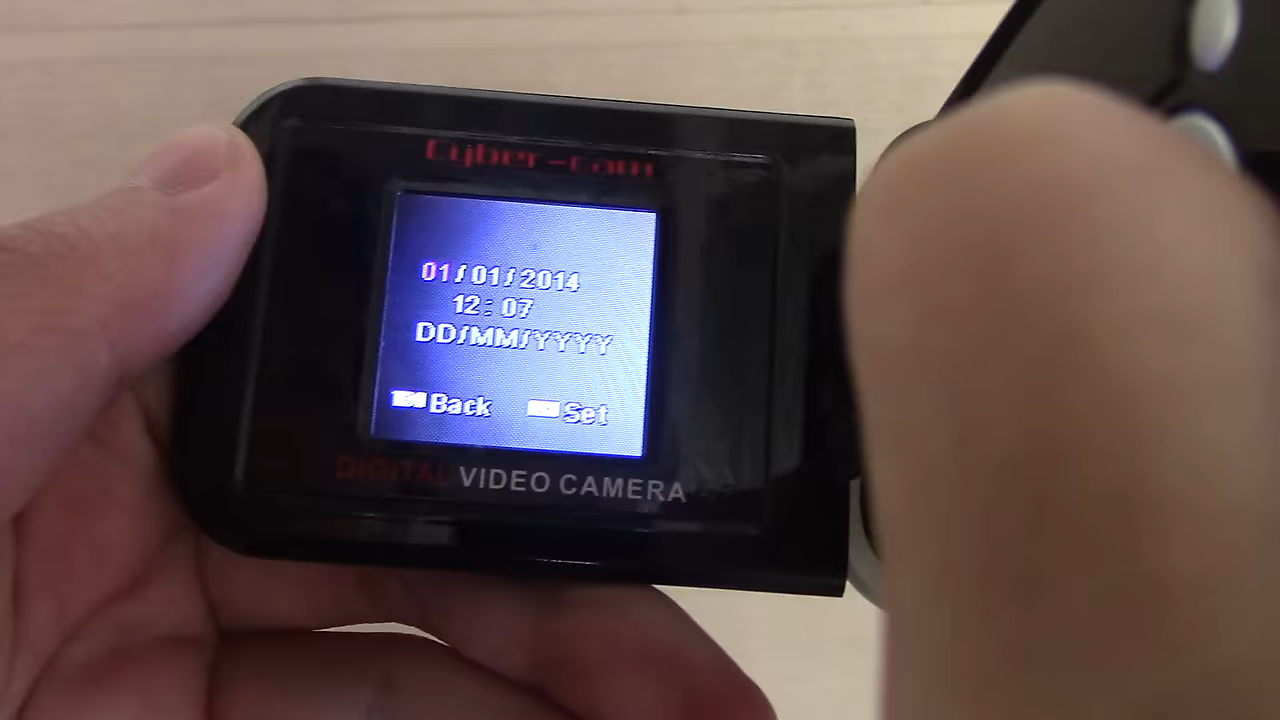 Cyber-cam
01/01/2014
12:07
DD/MM/YYYY
Back Set
DIGITAL VIDEO CAMERA